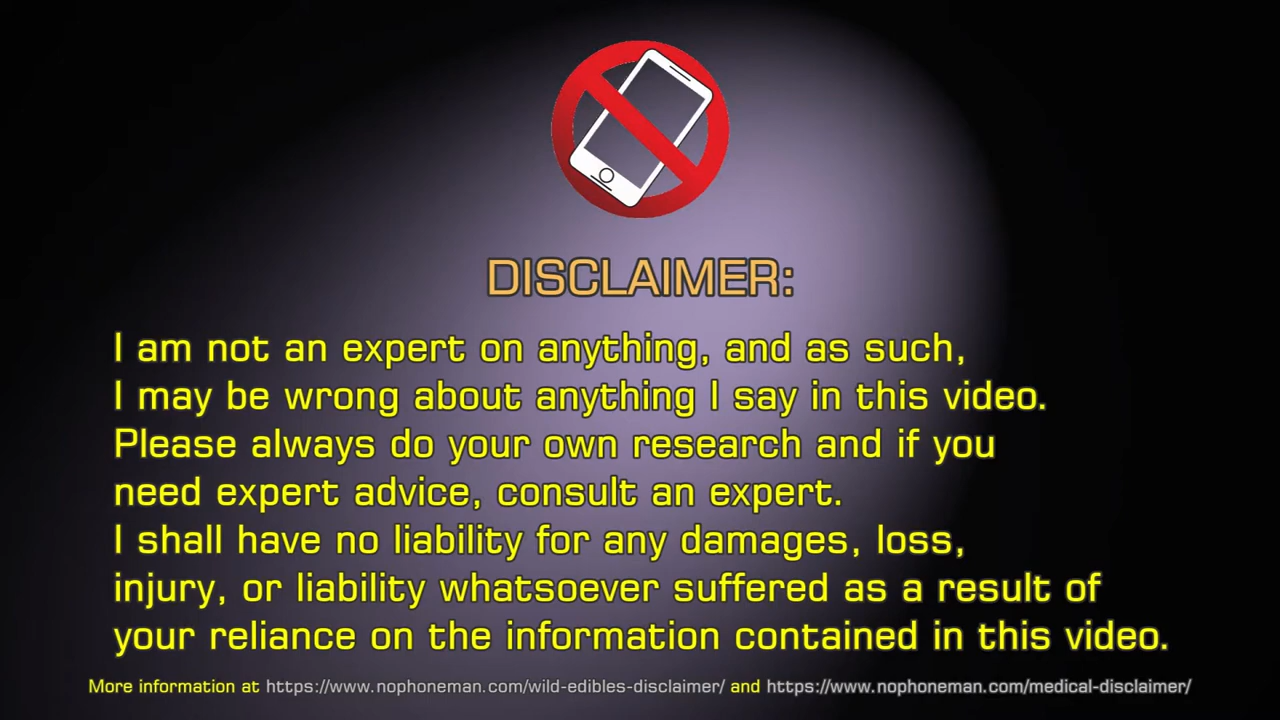 DISCLAIMER:
I am not an expert on anything, and as such,
I may be wrong about anything I say in this video.
Please always do your own research and if you
need expert advice, consult an expert.
I shall have no liability for any damages, loss,
injury, or liability whatsoever suffered as a result of
your reliance on the information contained in this video.
More information at https://www.nophoneman.com/wild-edibles-disclaimer/ and https://www.nophoneman.com/medical-disclaimer/